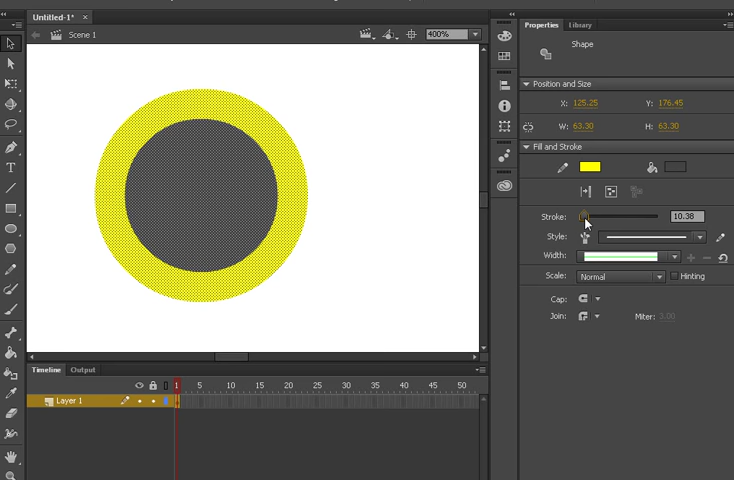 Untitled-1* ×
Properties Library
Scene 1
400%
Shape
Position and Size
X: 125.25 Y: 176.45
W: 63.30 H: 63.30
Fill and Stroke
Stroke: 10.38
Style:
Width:
Scale: Normal Hinting
Cap:
Join: Miter: 3.00
Timeline Output
1 5 10 15 20 25 30 35 40 45 50
Layer 1